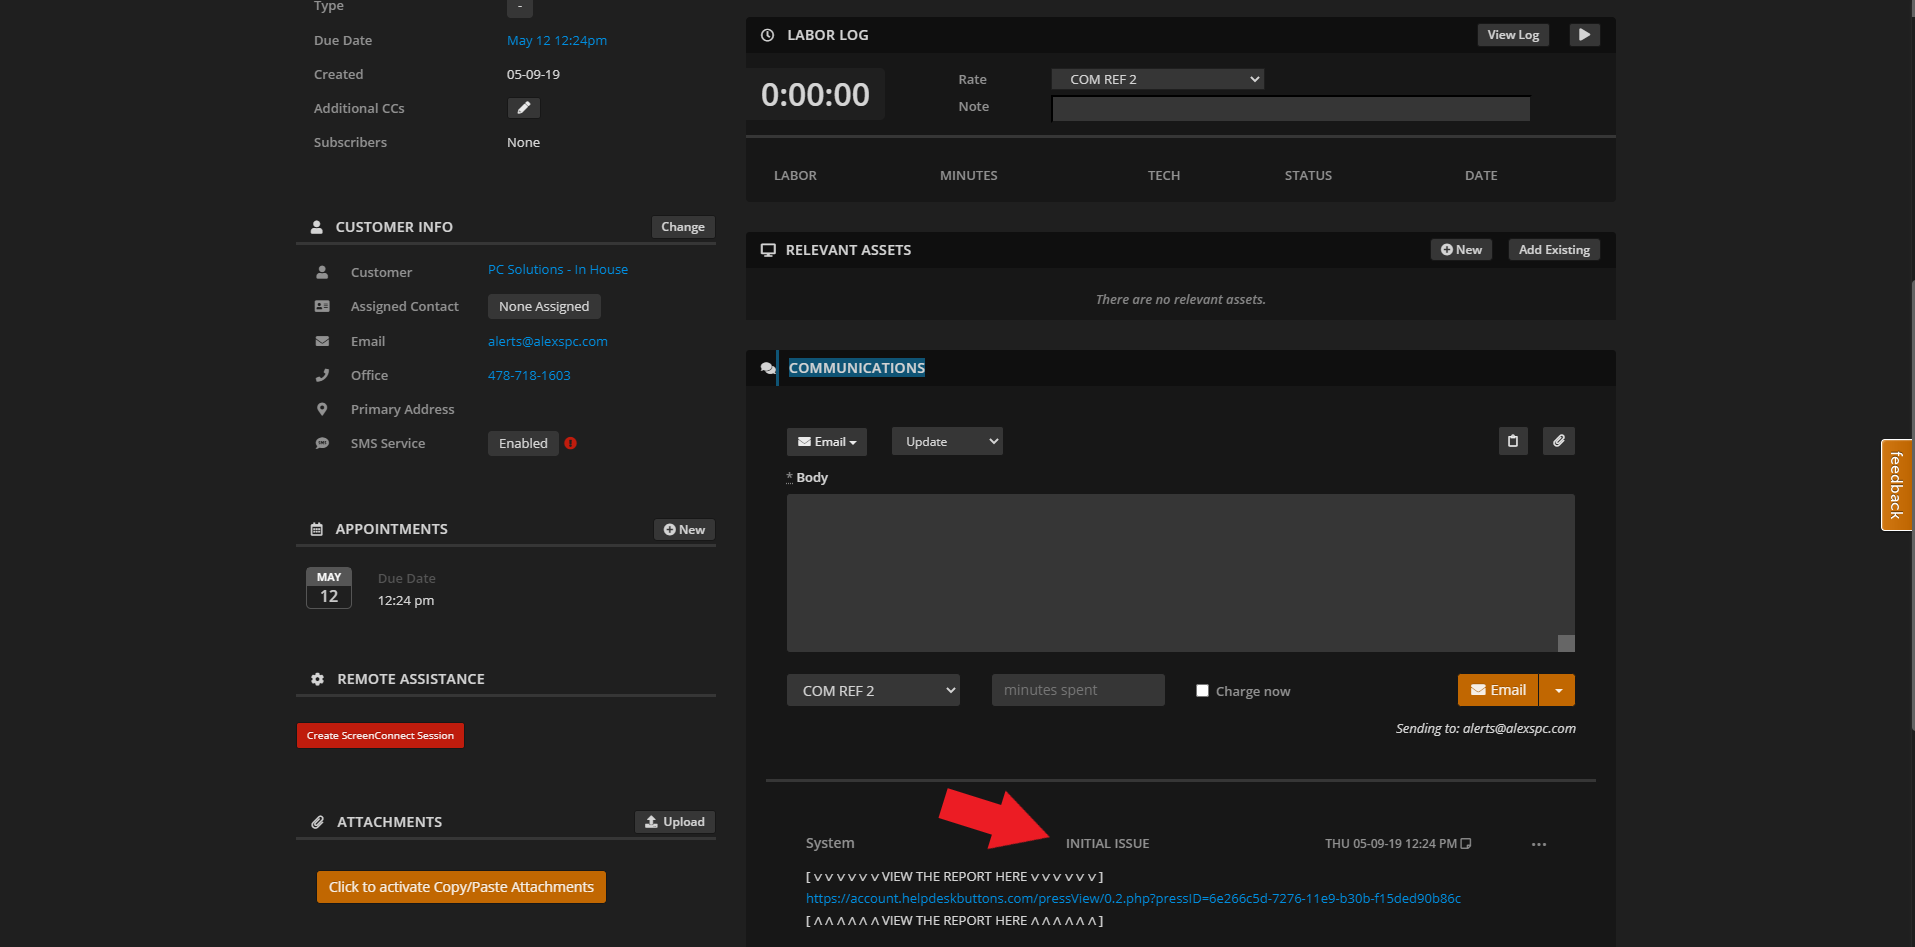 Type -
Due Date May 12 12:24pm
Created 05-09-19
Additional CCs
Subscribers None
CUSTOMER INFO Change
Customer PC Solutions - In House
Assigned Contact None Assigned
Email alerts@alexspc.com
Office 478-718-1603
Primary Address
SMS Service Enabled
APPOINTMENTS New
MAY
12
Due Date
12:24 pm
REMOTE ASSISTANCE
Create ScreenConnect Session
ATTACHMENTS Upload
Click to activate Copy/Paste Attachments
LABOR LOG View Log
0:00:00
Rate COM REF 2
Note
LABOR MINUTES TECH STATUS DATE
RELEVANT ASSETS New Add Existing
There are no relevant assets.
COMMUNICATIONS
Email Update
* Body
COM REF 2 minutes spent Charge now Email
Sending to: alerts@alexspc.com
System INITIAL ISSUE THU 05-09-19 12:24 PM ...
[ v v v v v v VIEW THE REPORT HERE v v v v v v ]
https://account.helpdeskbuttons.com/pressView/0.2.php?pressID=6e266c5d-7276-11e9-b30b-f15ded90b86c
[ ^ ^ ^ ^ ^ ^ VIEW THE REPORT HERE ^ ^ ^ ^ ^ ^ ]
feedback